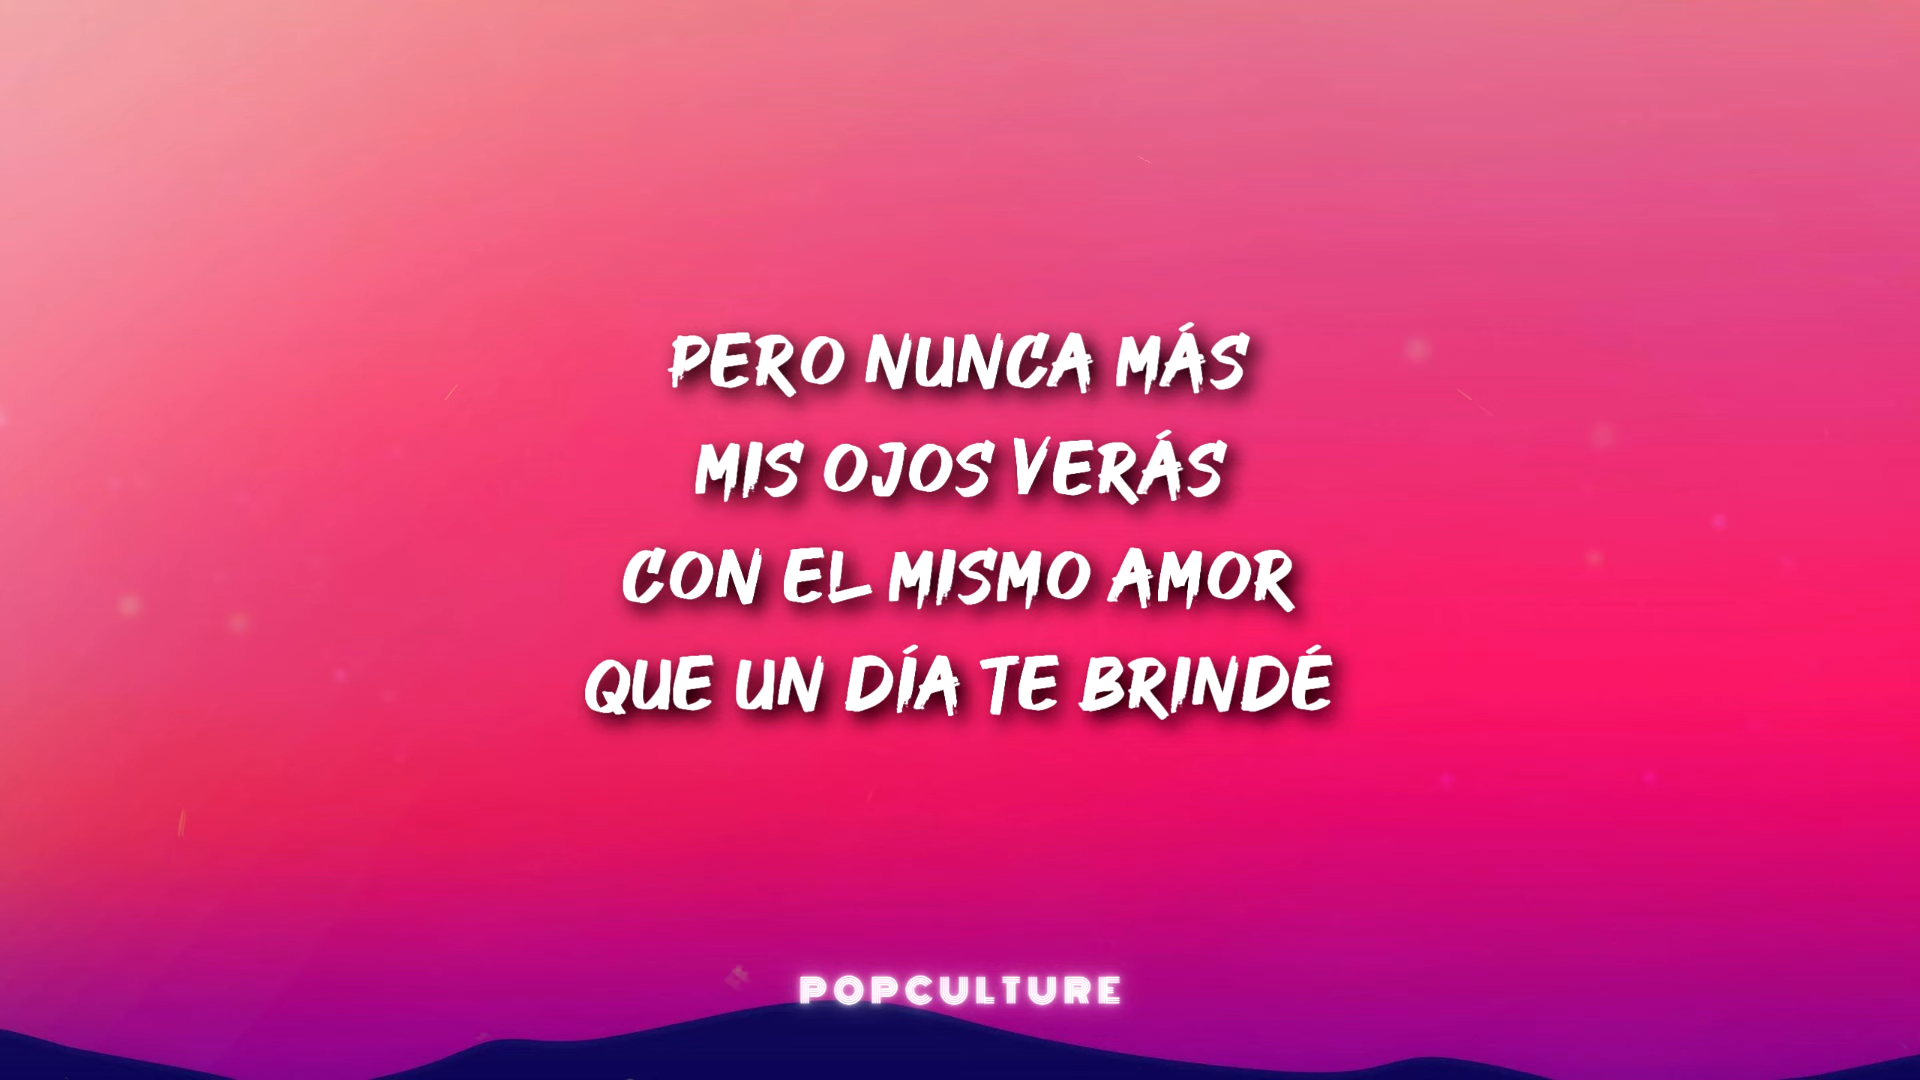 PERO NUNCA MÁS
MIS OJOS VERÁS
CON EL MISMO AMOR
QUE UN DÍA TE BRINDÉ
POPCULTURE